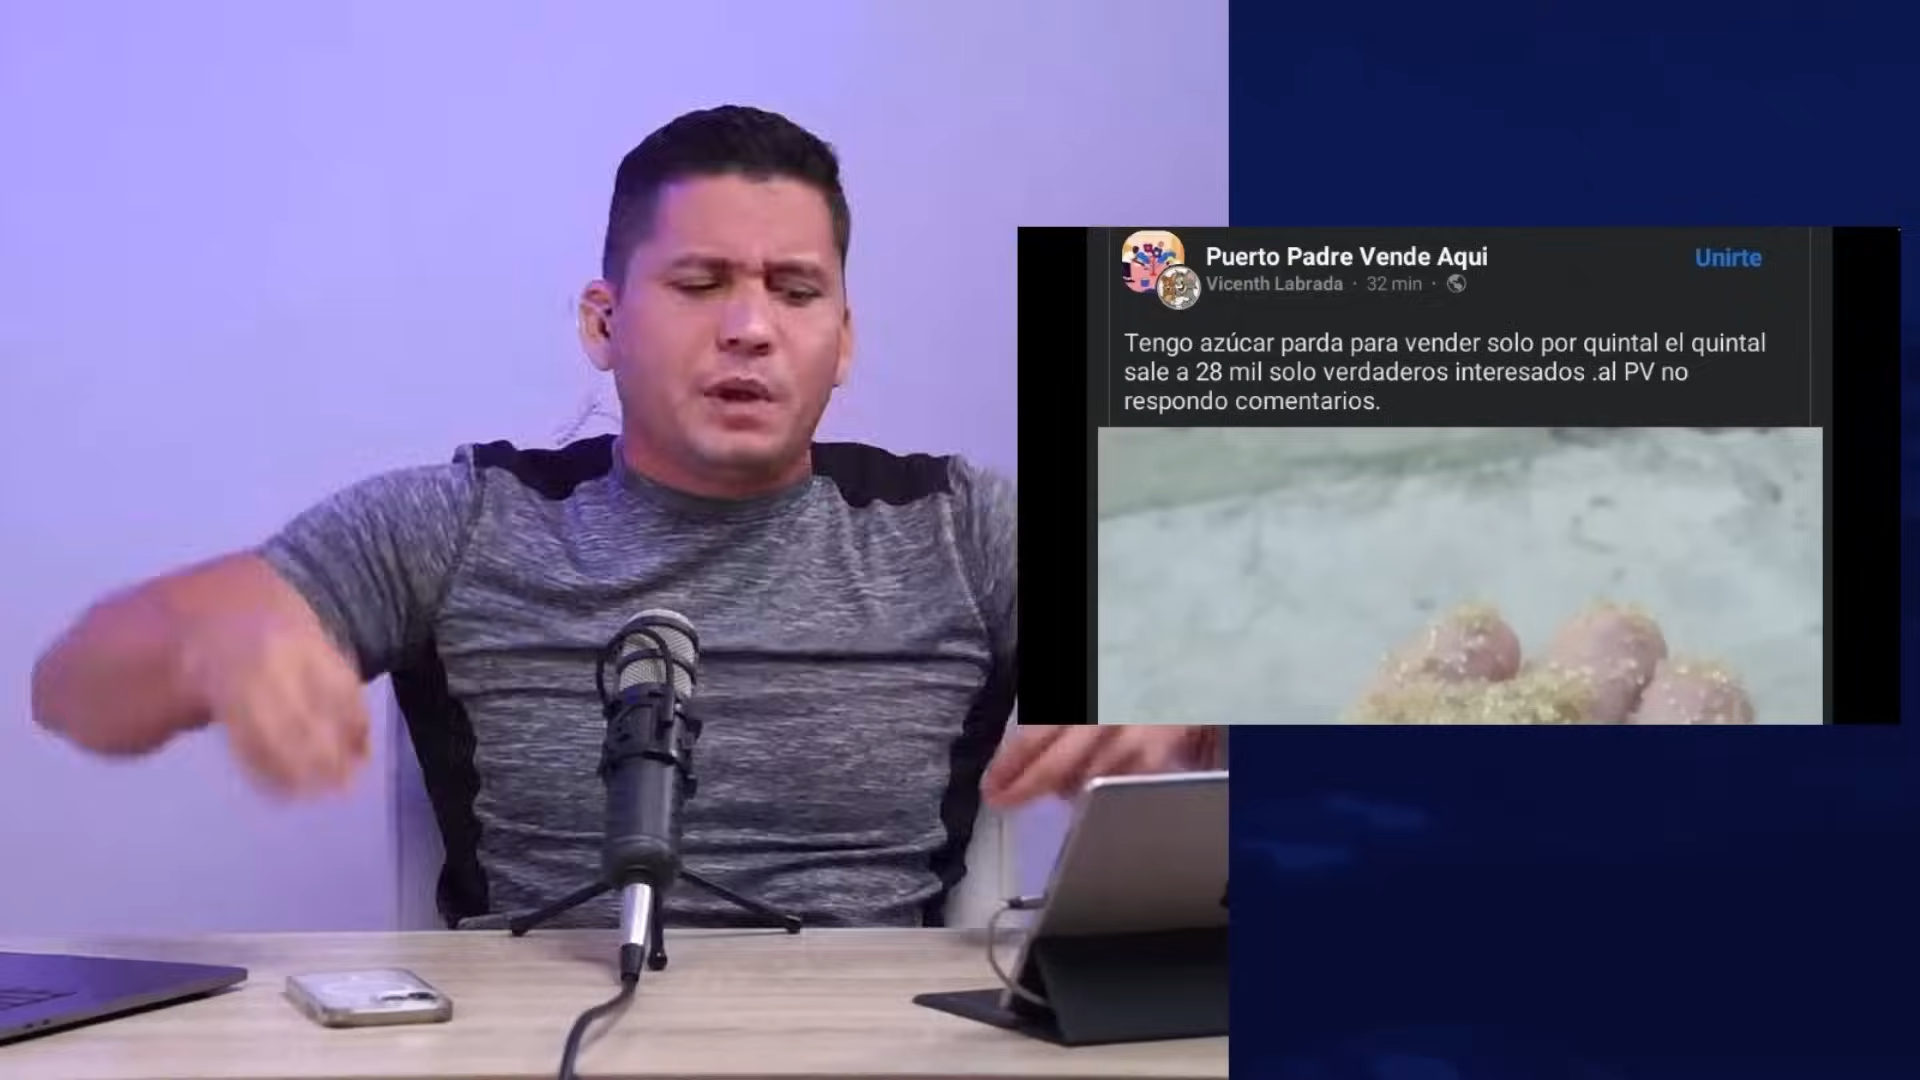 Puerto Padre Vende Aqui
Unirte
Vicenth Labrada · 32 min ·
Tengo azúcar parda para vender solo por quintal el quintal
sale a 28 mil solo verdaderos interesados .al PV no
respondo comentarios.